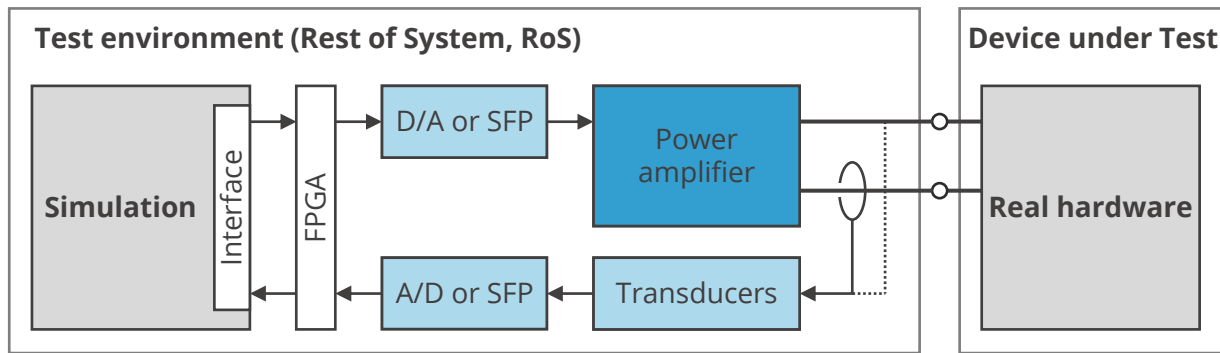 Test environment (Rest of System, RoS)
Device under Test
Simulation
Interface
FPGA
D/A or SFP
Power
amplifier
A/D or SFP
Transducers
Real hardware